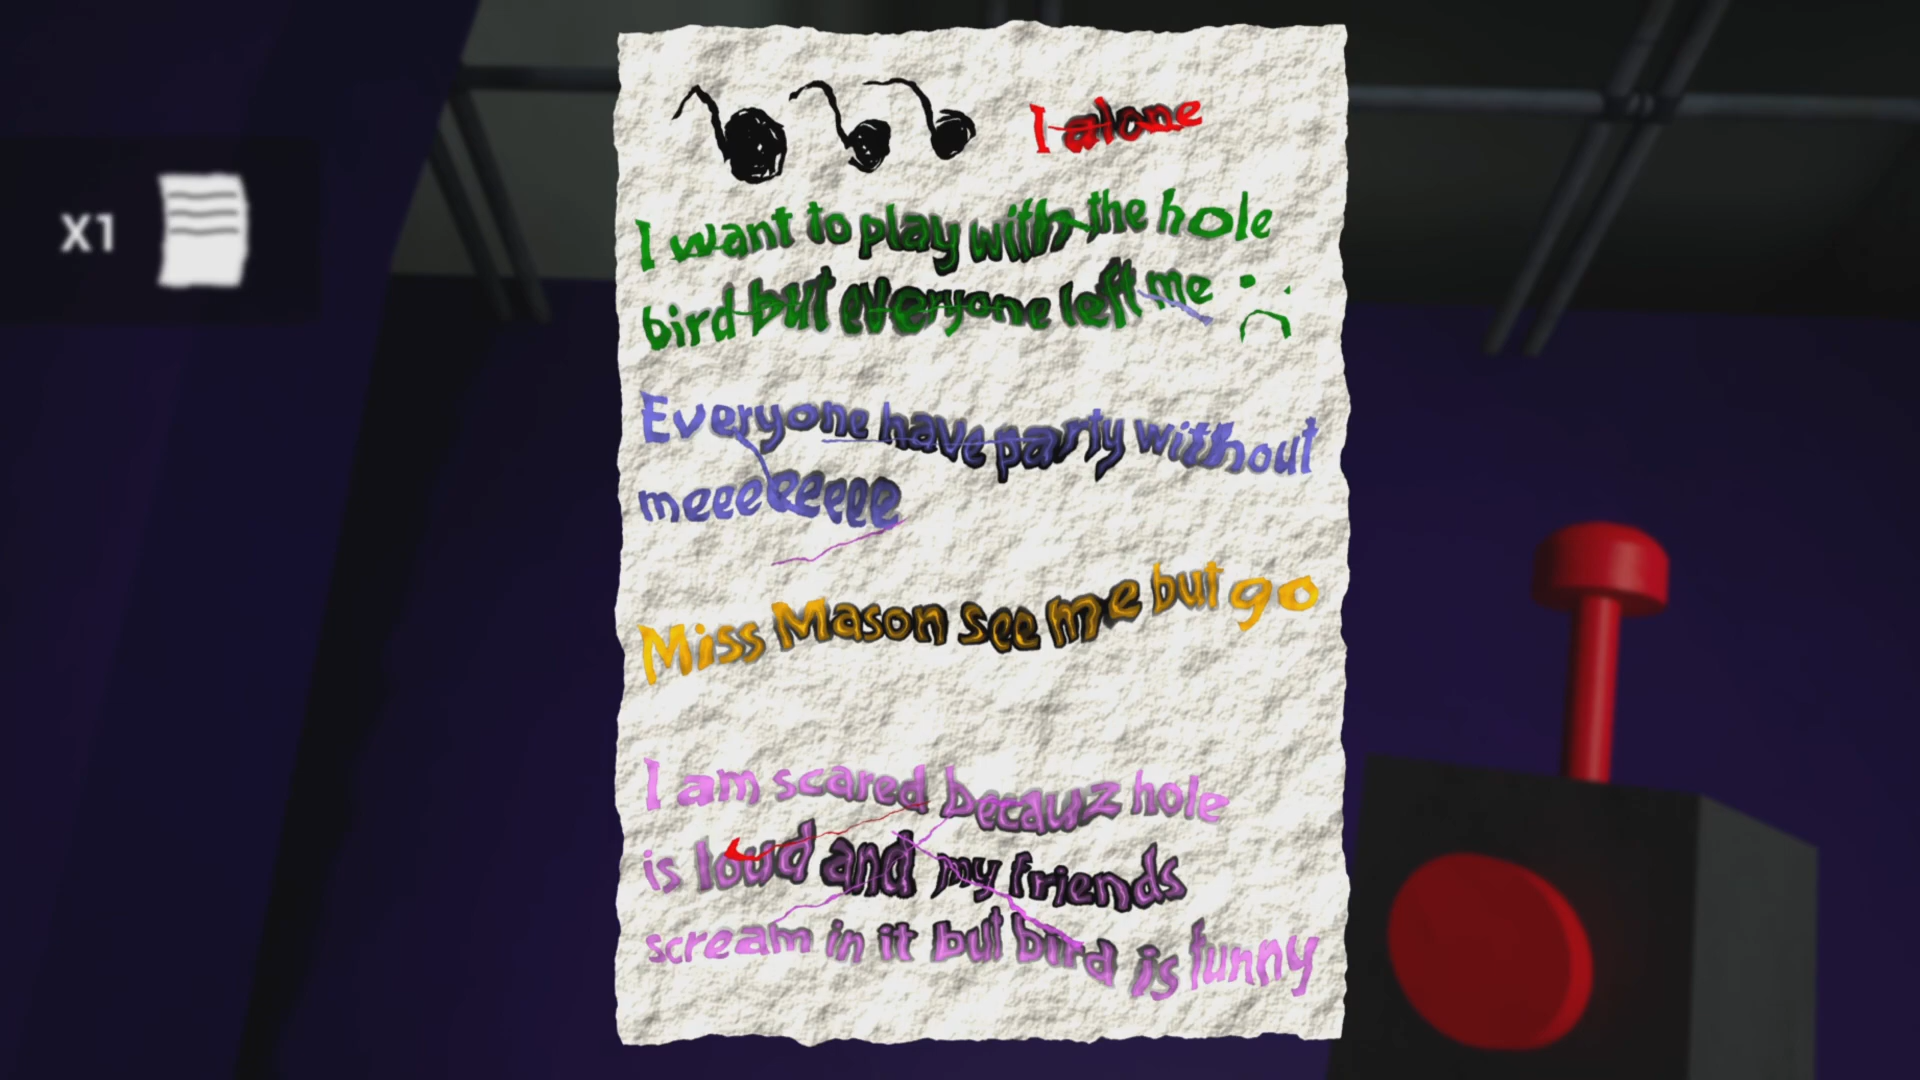 X1
I alone
I want to play with the hole
bird but everyone left me
Everyone have party without
meeeeeeee
Miss Mason see me but go
I am scared becauz hole
is loud and my friends
scream in it but bird is funny